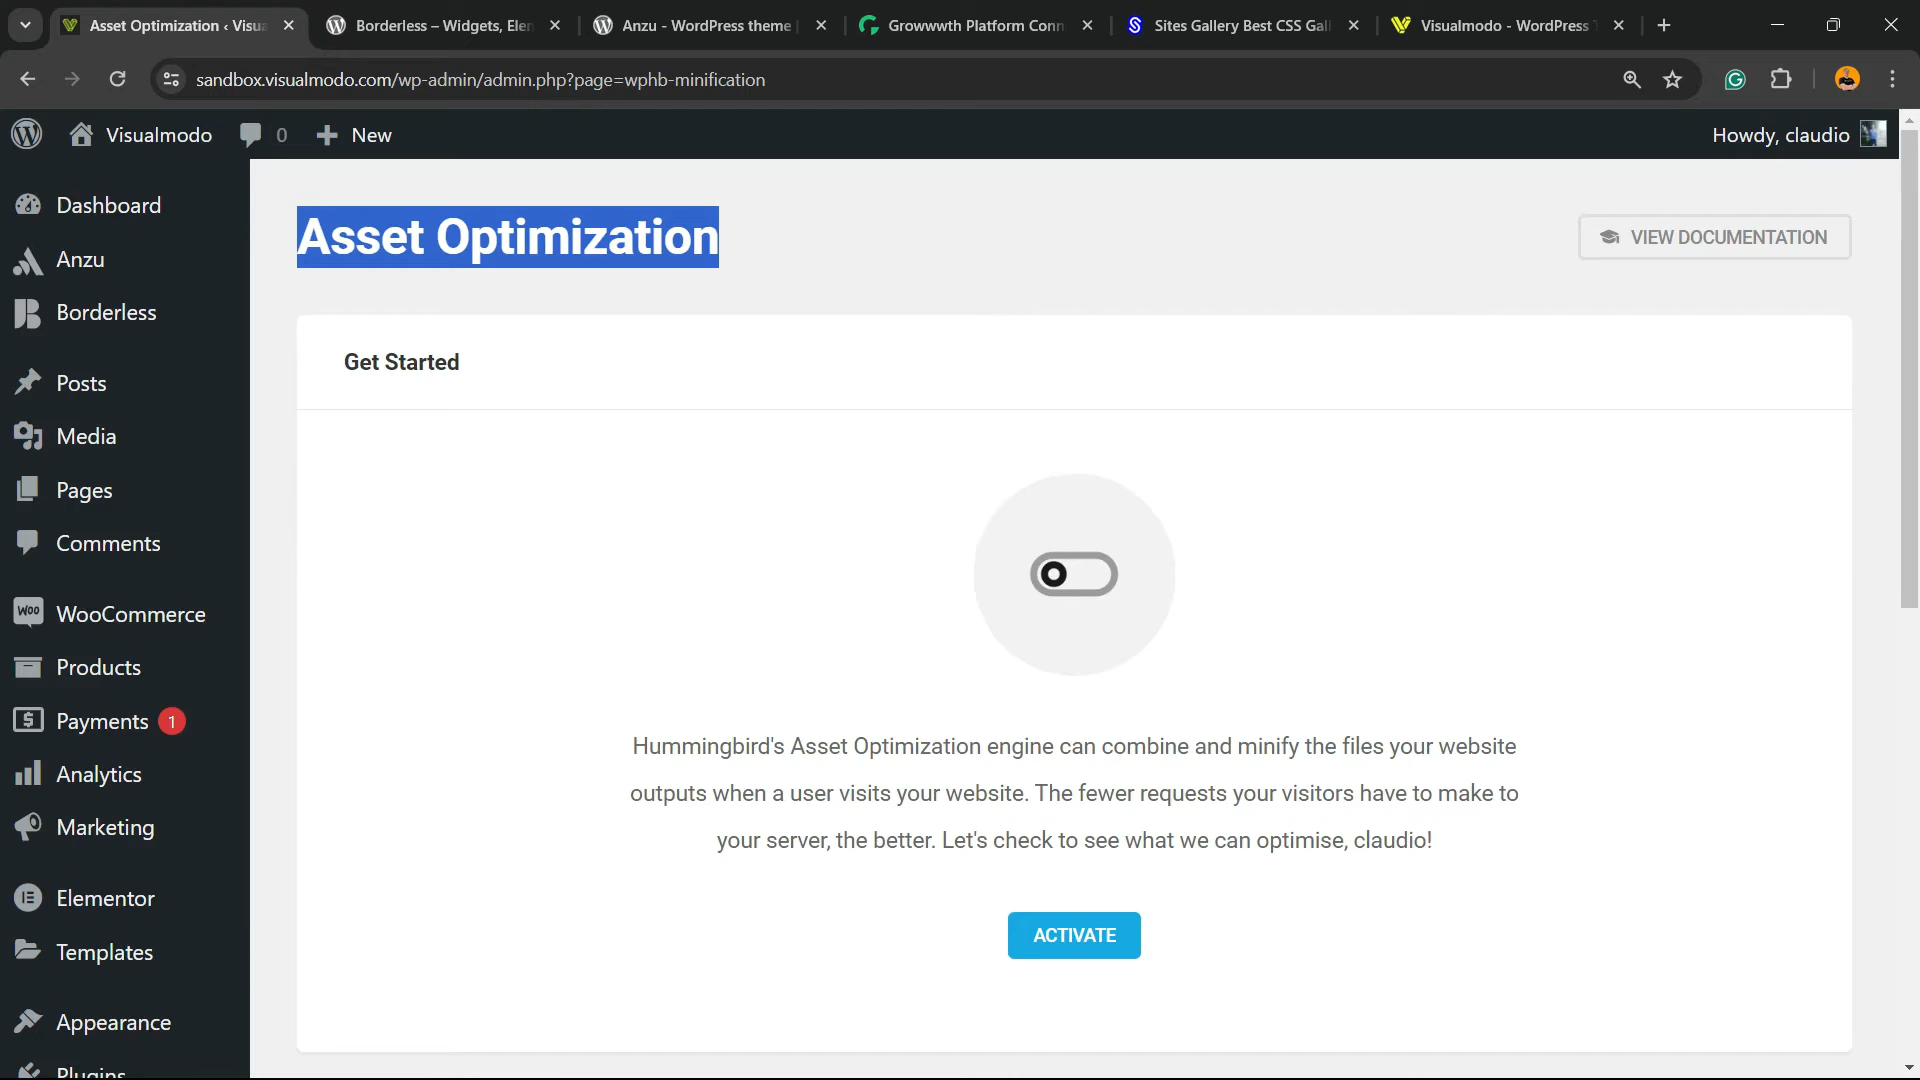 Asset Optimization ‹ Visua
Borderless – Widgets, Elen
Anzu - WordPress theme
Growwwth Platform Conn
Sites Gallery Best CSS Gal
Visualmodo - WordPress T
sandbox.visualmodo.com/wp-admin/admin.php?page=wphb-minification
Visualmodo
0
New
Howdy, claudio
Dashboard
Anzu
Borderless
Posts
Media
Pages
Comments
WooCommerce
Products
Payments 1
Analytics
Marketing
Elementor
Templates
Appearance
Plugins
Asset Optimization
VIEW DOCUMENTATION
Get Started
Hummingbird's Asset Optimization engine can combine and minify the files your website
outputs when a user visits your website. The fewer requests your visitors have to make to
your server, the better. Let's check to see what we can optimise, claudio!
ACTIVATE